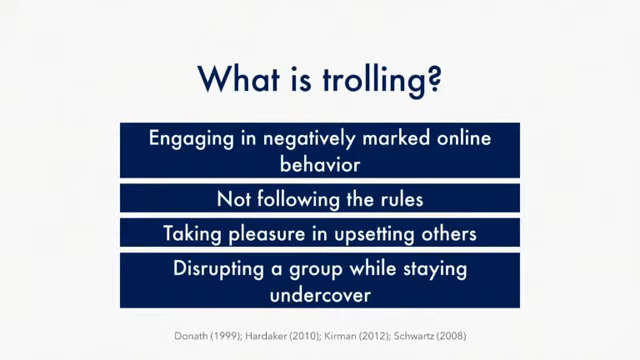 What is trolling?
Engaging in negatively marked online
behavior
Not following the rules
Taking pleasure in upsetting others
Disrupting a group while staying
undercover
Donath (1999); Hardaker (2010); Kirman (2012); Schwartz (2008)